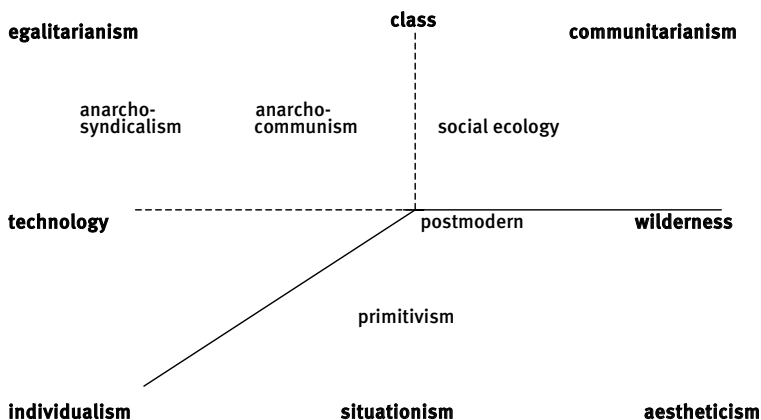 class
egalitarianism
communitarianism
anarcho-
syndicalism
anarcho-
communism
social ecology
technology
postmodern
wilderness
primitivism
individualism
situationism
aestheticism